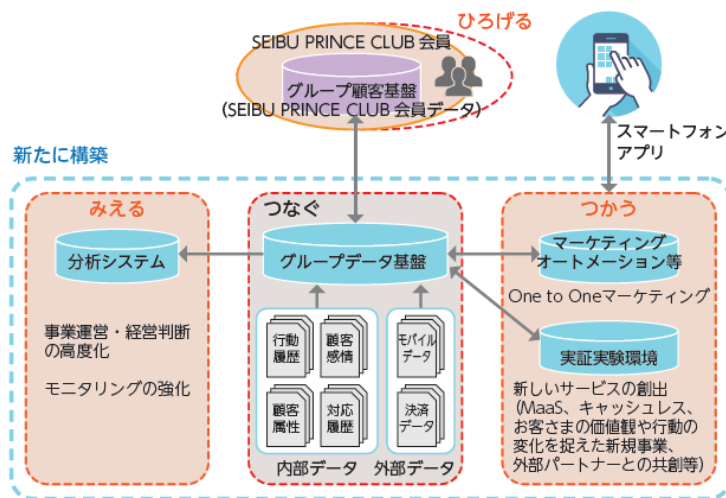 ひろげる
SEIBU PRINCE CLUB 会員
グループ顧客基盤
(SEIBU PRINCE CLUB 会員データ)
スマートフォン
アプリ
新たに構築
みえる
分析システム
事業運営・経営判断
の高度化
モニタリングの強化
つなぐ
グループデータ基盤
行動
履歴
顧客
感情
顧客
属性
対応
履歴
内部データ
モバイル
データ
決済
データ
外部データ
つかう
マーケティング
オートメーション等
One to Oneマーケティング
実証実験環境
新しいサービスの創出
(MaaS、キャッシュレス、
お客さまの価値観や行動の
変化を捉えた新規事業、
外部パートナーとの共創等)